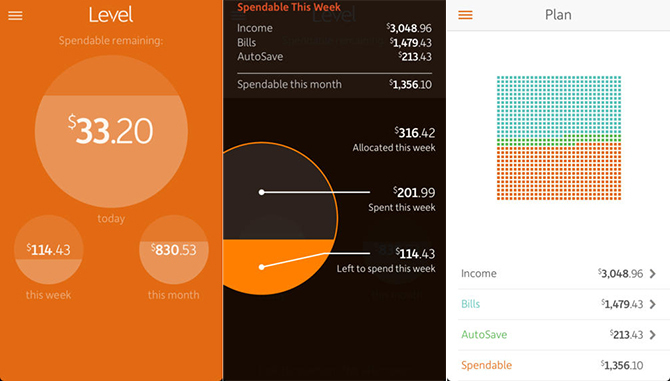 Level
Spendable remaining:
$33.20
today
$114.43
$830.53
this week
this month
Spendable This Week
Income $3,048.96
Bills $1,479.43
AutoSave $213.43
Spendable this month $1,356.10
$316.42
Allocated this week
$201.99
Spent this week
$114.43
Left to spend this week
Plan
Income $3,048.96
Bills $1,479.43
AutoSave $213.43
Spendable $1,356.10